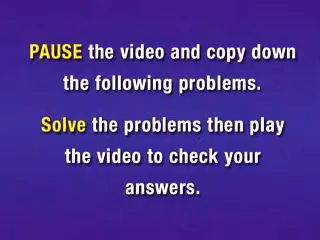 PAUSE the video and copy down
the following problems.
Solve the problems then play
the video to check your
answers.